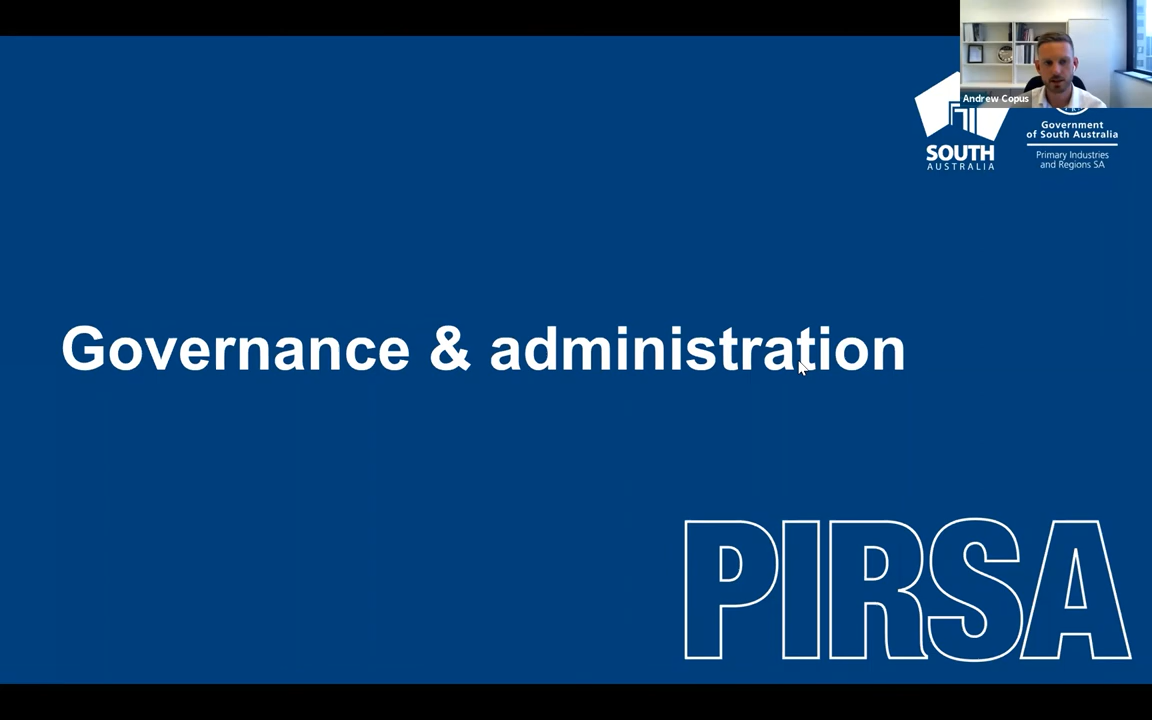 Andrew Copus
SOUTH
AUSTRALIA
Government
of South Australia
Primary Industries
and Regions SA
Governance & administration
PIRSA